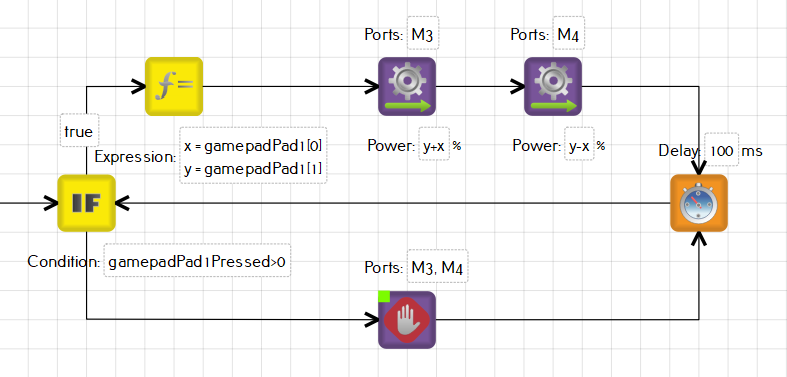 Ports: M3
Ports: M4
f=
true
Power: y+x %
Power: y-x %
Expression: x = gamepadPad1[0]
y = gamepadPad1[1]
Delay: 100 ms
IF
Condition: gamepadPad1Pressed>0
Ports: M3, M4